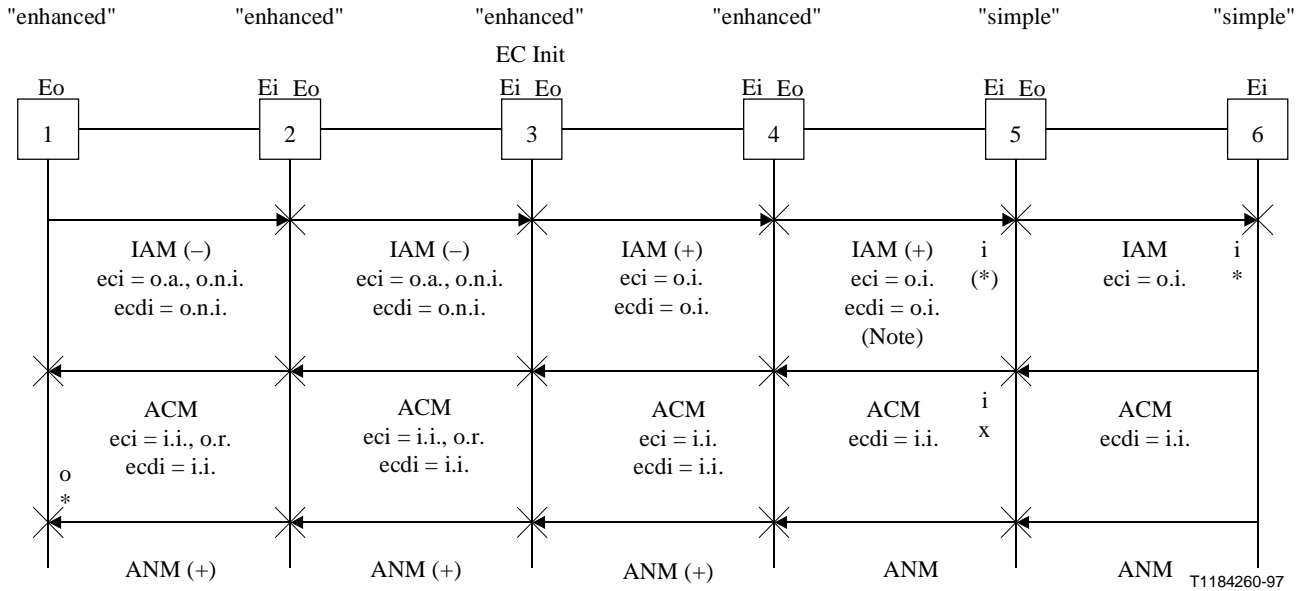 "enhanced" "enhanced" "enhanced" "enhanced" "simple" "simple"
EC Init
Eo Ei Eo Ei Eo Ei Eo Ei Eo Ei
1 2 3 4 5 6
IAM (–) IAM (–) IAM (+) IAM (+) i IAM i
eci = o.a., o.n.i. eci = o.a., o.n.i. eci = o.i. eci = o.i. (*) eci = o.i. *
ecdi = o.n.i. ecdi = o.n.i. ecdi = o.i. ecdi = o.i.
(Note)
ACM ACM ACM ACM i ACM
eci = i.i., o.r. eci = i.i., o.r. eci = i.i. ecdi = i.i. x ecdi = i.i.
ecdi = i.i. ecdi = i.i. ecdi = i.i.
o
*
ANM (+) ANM (+) ANM (+) ANM ANM
T1184260-97